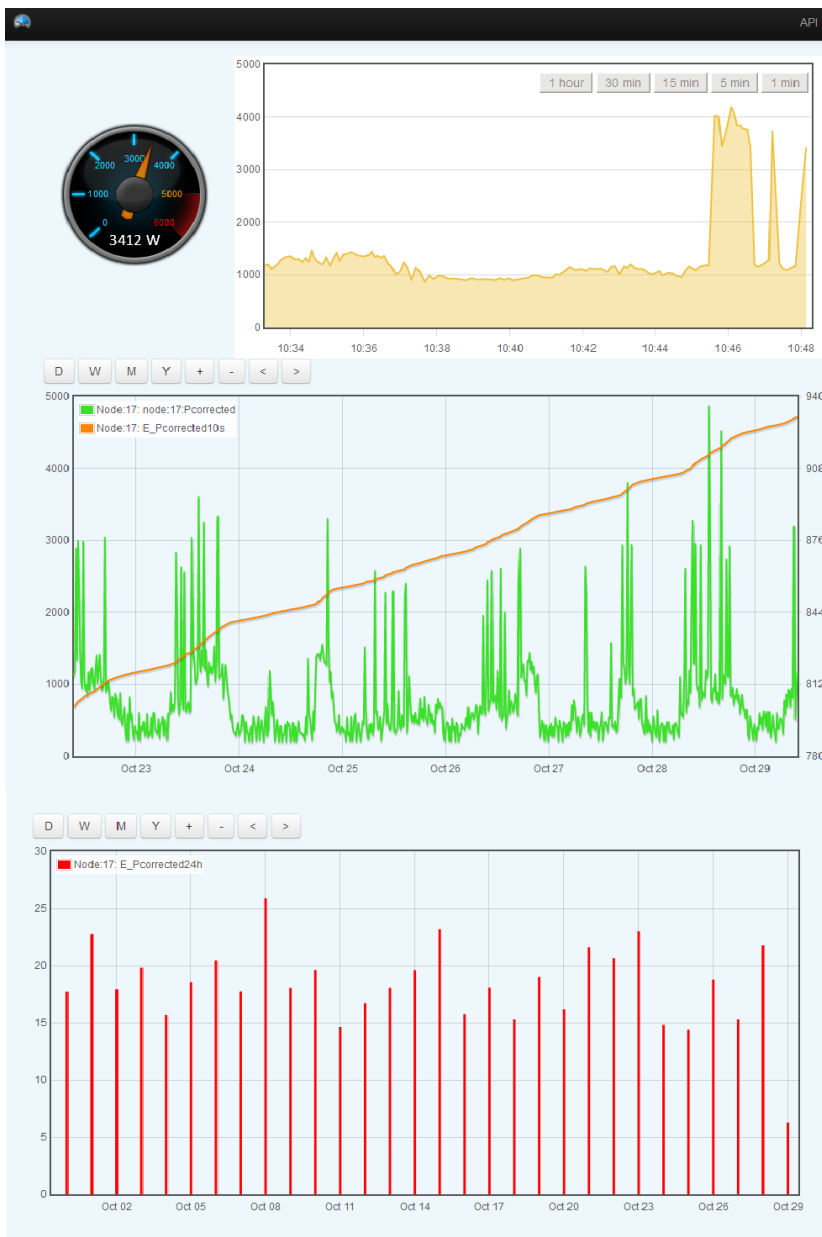 API
5000
1 hour 30 min 15 min 5 min 1 min
4000
3000
2000
1000
0
10:34 10:36 10:38 10:40 10:42 10:44 10:46 10:48
0 1000 2000 3000 4000 5000 6000
3412 W
D W M Y + - < >
Node:17: node:17:Pcorrected
Node:17: E_Pcorrected10s
5000 940
4000 908
3000 876
2000 844
1000 812
0 780
Oct 23 Oct 24 Oct 25 Oct 26 Oct 27 Oct 28 Oct 29
D W M Y + - < >
Node:17: E_Pcorrected24h
30
25
20
15
10
5
0
Oct 02 Oct 05 Oct 08 Oct 11 Oct 14 Oct 17 Oct 20 Oct 23 Oct 26 Oct 29